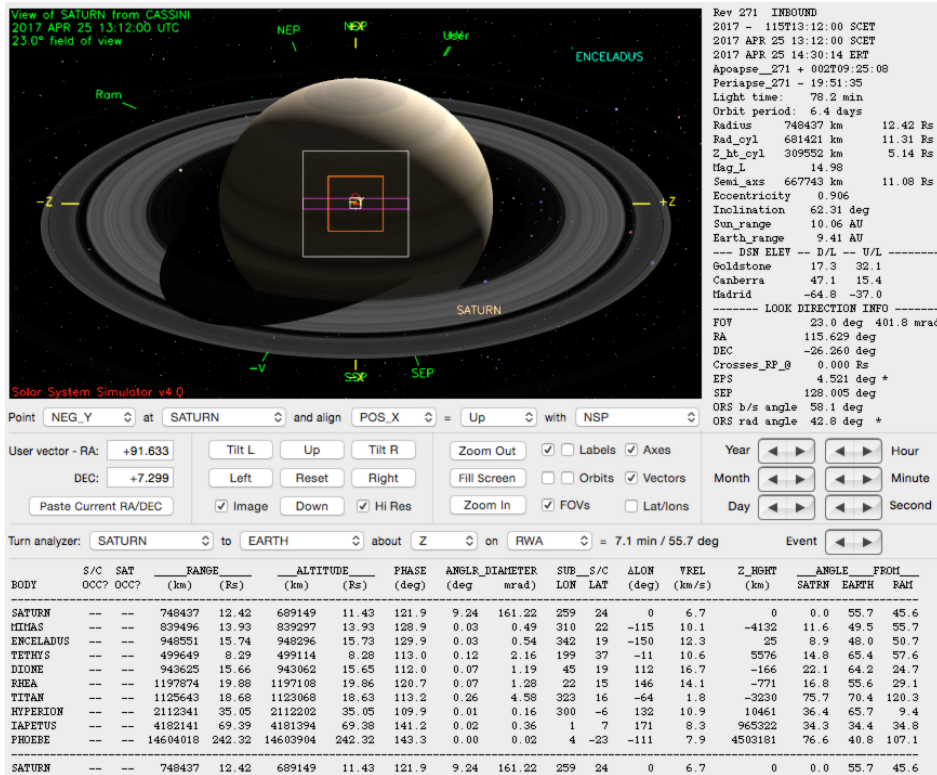 View of SATURN from CASSINI
2017 APR 25 13:12:00 UTC
23.0° field of view
NEP
User
ENCELADUS
Ram
-Z
-Y
+Z
SATURN
-V
SEP
Solar System Simulator v4.0
Rev 271 INBOUND
2017 - 115T13:12:00 SCET
2017 APR 25 13:12:00 SCET
2017 APR 25 14:30:14 ERT
Apoapse__271 + 002T09:25:08
Periapse_271 - 19:51:35
Light time: 78.2 min
Orbit period: 6.4 days
Radius 748437 km 12.42 Rs
Rad_cyl 681421 km 11.31 Rs
Z_ht_cyl 309552 km 5.14 Rs
Mag_L 14.98
Semi_axs 667743 km 11.08 Rs
Eccentricity 0.906
Inclination 62.31 deg
Sun_range 10.06 AU
Earth_range 9.41 AU
--- DSN ELEV -- D/L -- U/L --------
Goldstone 17.3 32.1
Canberra 47.1 15.4
Madrid -64.8 -37.0
------- LOOK DIRECTION INFO -------
FOV 23.0 deg 401.8 mrad
RA 115.629 deg
DEC -26.260 deg
Crosses_RP_@ 0.000 Rs
EPS 4.521 deg *
SEP 128.005 deg
ORS b/s angle 58.1 deg
ORS rad angle 42.8 deg *
Point NEG_Y at SATURN and align POS_X = Up with NSP
User vector - RA: +91.633 Tilt L Up Tilt R Zoom Out Labels Axes Year Hour
DEC: +7.299 Left Reset Right Fill Screen Orbits Vectors Month Minute
Paste Current RA/DEC Image Down Hi Res Zoom In FOVs Lat/lons Day Second
Turn analyzer: SATURN to EARTH about Z on RWA = 7.1 min / 55.7 deg Event
S/C SAT ___RANGE___ ___ALTITUDE___ PHASE ANGLR_DIAMETER SUB__S/C ΔLON VREL Z_HGHT ___ANGLE___FROM___
BODY OCC? OCC? (km) (Rs) (km) (Rs) (deg) (deg mrad) LON LAT (deg) (km/s) (km) SATRN EARTH RAM
SATURN -- -- 748437 12.42 689149 11.43 121.9 9.24 161.22 259 24 0 6.7 0 0.0 55.7 45.6
MIMAS -- -- 839496 13.93 839297 13.93 128.9 0.03 0.49 310 22 -115 10.1 -4132 11.6 49.5 55.7
ENCELADUS -- -- 948551 15.74 948296 15.73 129.9 0.03 0.54 342 19 -150 12.3 25 8.9 48.0 50.7
TETHYS -- -- 499649 8.29 499114 8.28 113.0 0.12 2.16 199 37 -11 10.6 5576 14.8 65.4 57.6
DIONE -- -- 943625 15.66 943062 15.65 112.0 0.07 1.19 45 19 112 16.7 -166 22.1 64.2 24.7
RHEA -- -- 1197874 19.88 1197108 19.86 120.7 0.07 1.28 22 15 146 14.1 -771 16.8 55.6 29.1
TITAN -- -- 1125643 18.68 1123068 18.63 113.2 0.26 4.58 323 16 -64 1.8 -3230 75.7 70.4 120.3
HYPERION -- -- 2112341 35.05 2112202 35.05 109.9 0.01 0.16 300 -6 132 10.9 10461 36.4 65.7 9.4
IAPETUS -- -- 4182141 69.39 4181394 69.38 141.2 0.02 0.36 1 7 171 8.3 965322 34.3 34.4 34.8
PHOEBE -- -- 14604018 242.32 14603904 242.32 143.3 0.00 0.02 4 -23 -111 7.9 4503181 76.6 40.8 107.1
SATURN -- -- 748437 12.42 689149 11.43 121.9 9.24 161.22 259 24 0 6.7 0 0.0 55.7 45.6